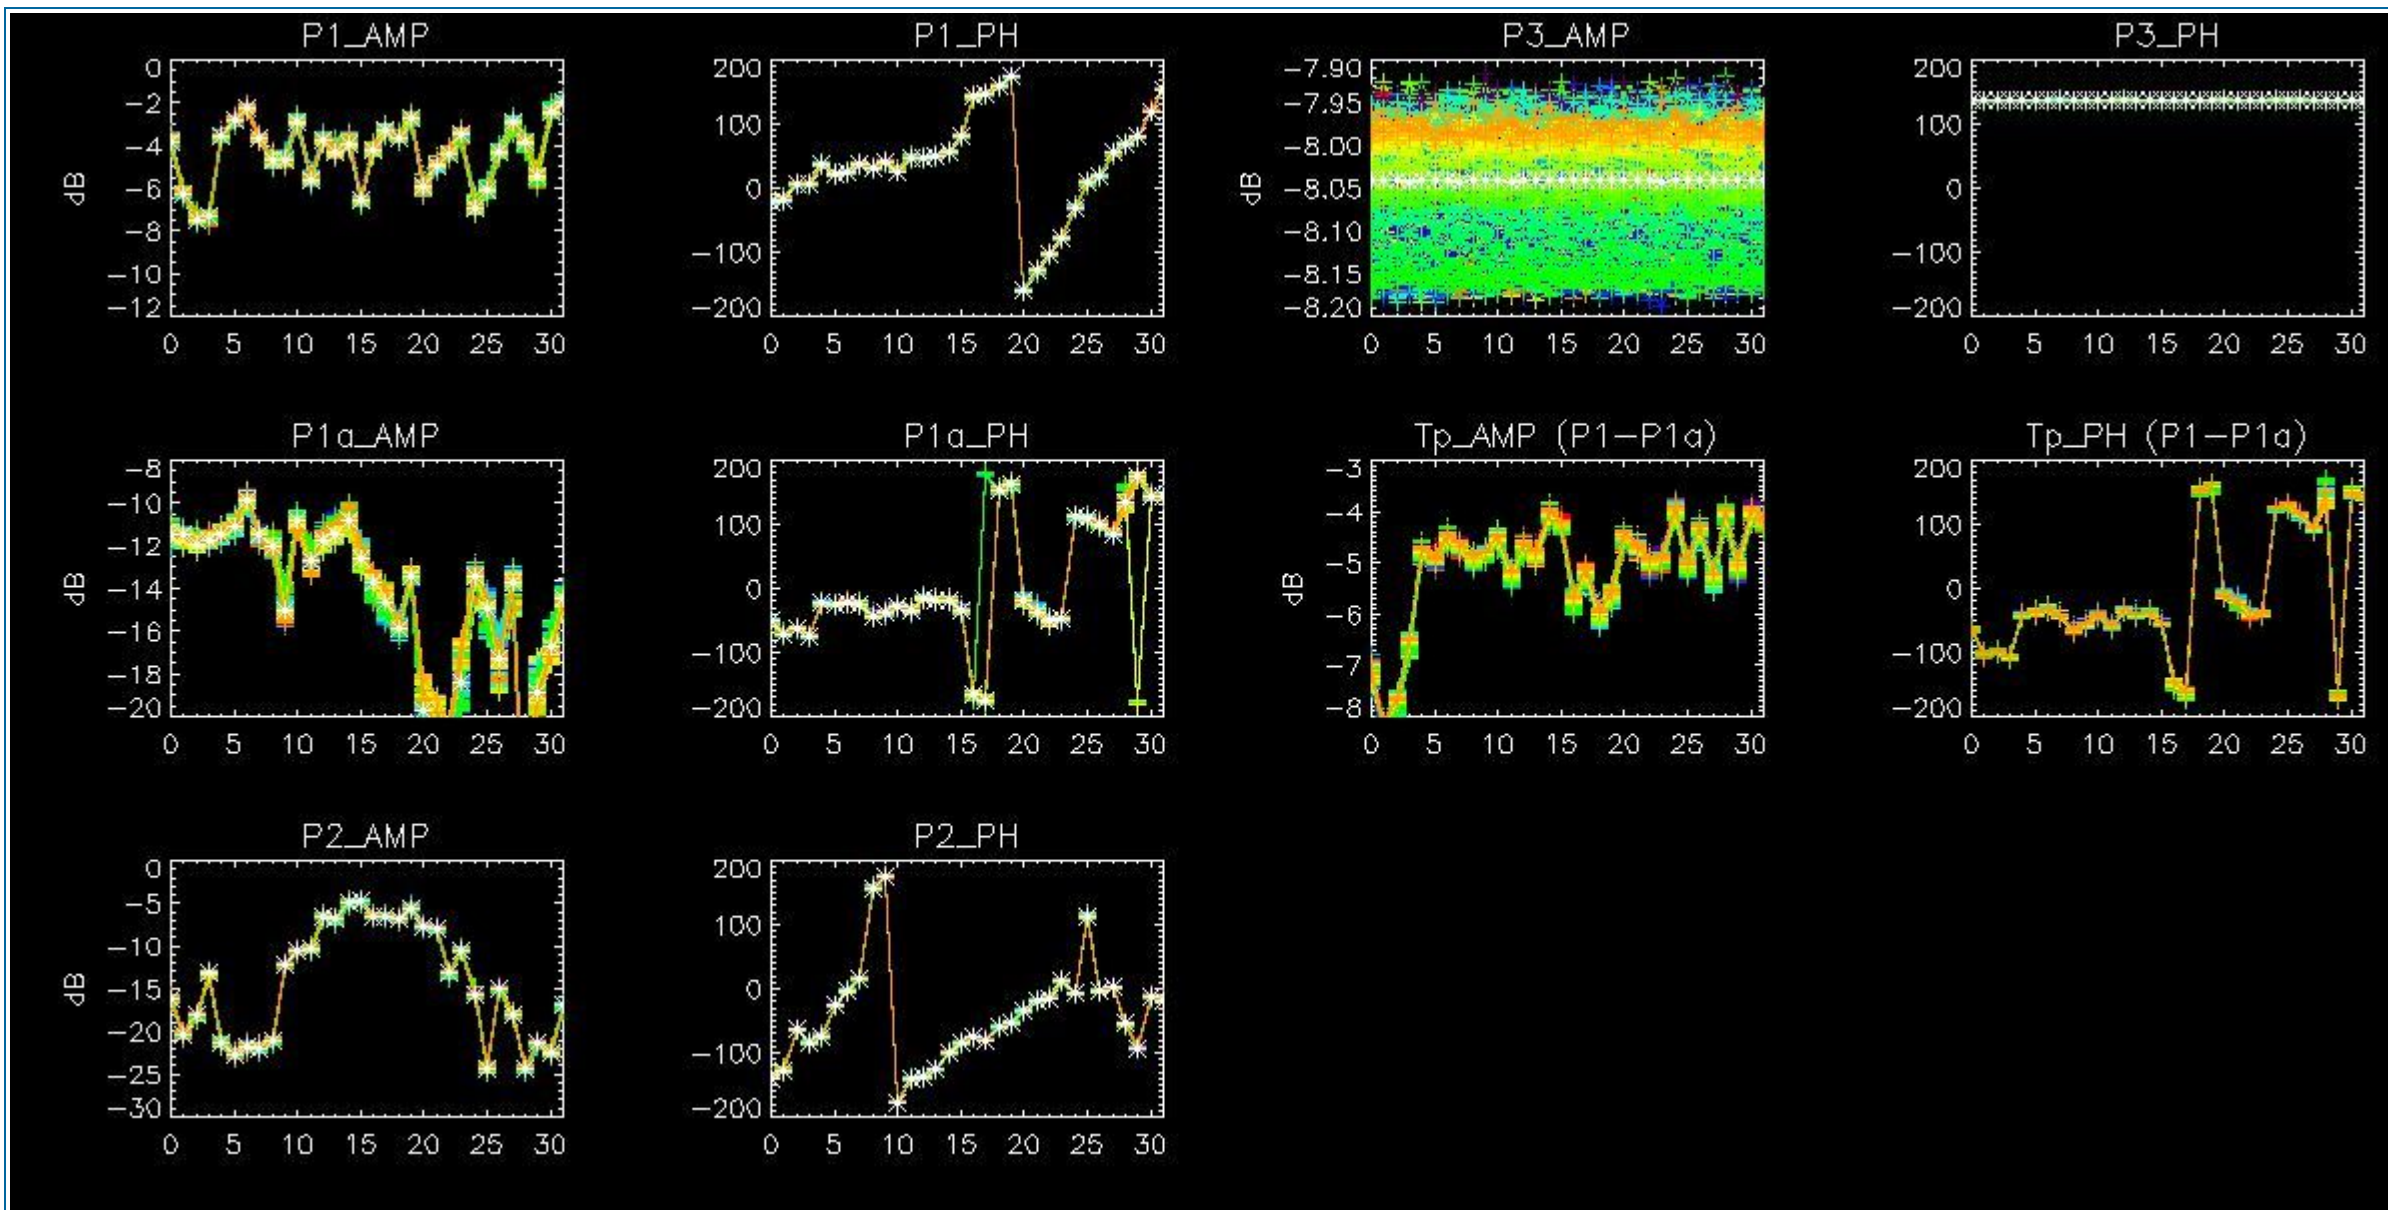 P1_AMP P1_PH P3_AMP P3_PH
0 200 -7.90 200
-2 100 -7.95 100
-4 0 -8.00 0
-6 -100 -8.05 -100
-8 -200 -8.10 -200
-10 -8.15
-12 -8.20
dB dB
0 5 10 15 20 25 30 0 5 10 15 20 25 30 0 5 10 15 20 25 30 0 5 10 15 20 25 30
P1a_AMP P1a_PH Tp_AMP (P1-P1a) Tp_PH (P1-P1a)
-8 200 -3 200
-10 100 -4 100
-12 0 -5 0
-14 -100 -6 -100
-16 -200 -7 -200
-18 -8
-20
dB dB
0 5 10 15 20 25 30 0 5 10 15 20 25 30 0 5 10 15 20 25 30 0 5 10 15 20 25 30
P2_AMP P2_PH
0 200
-5 100
-10 0
-15 -100
-20 -200
-25
-30
dB
0 5 10 15 20 25 30 0 5 10 15 20 25 30